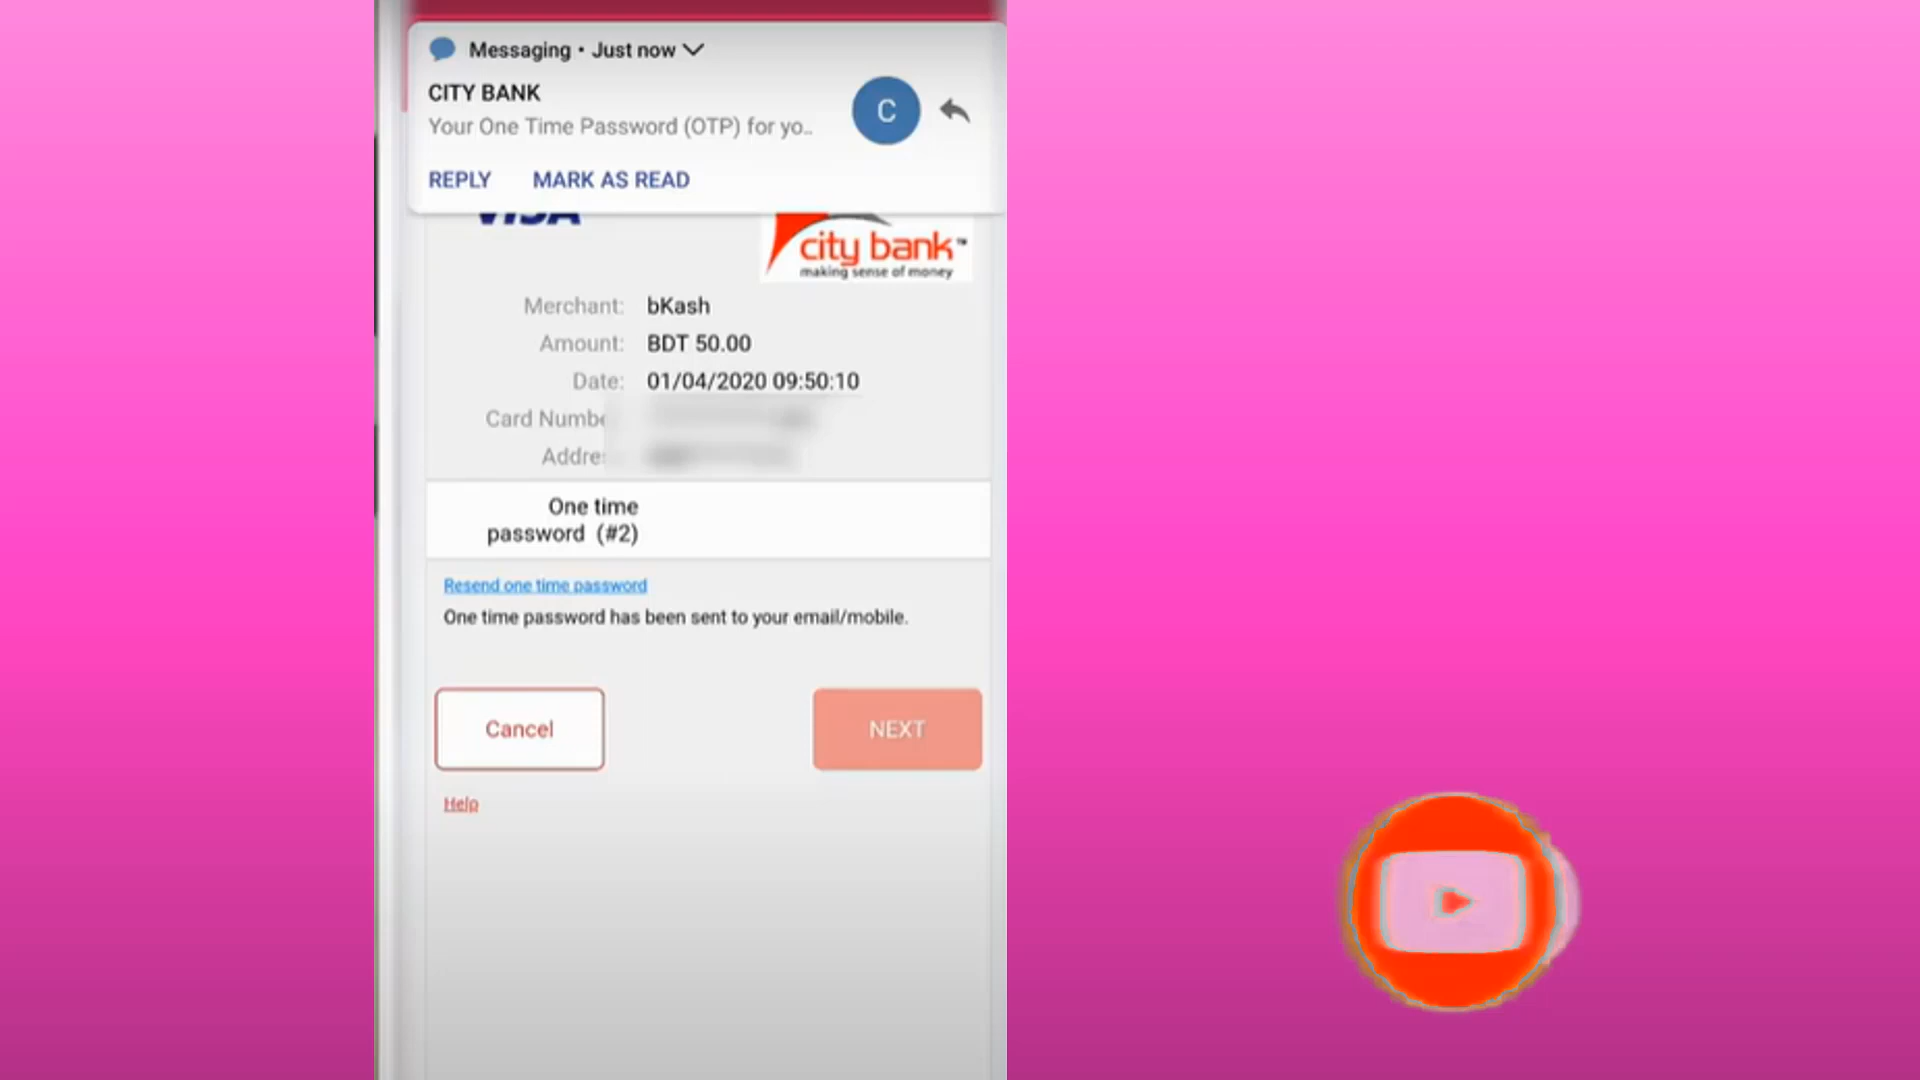 Messaging • Just now
CITY BANK
Your One Time Password (OTP) for yo..
C
REPLY MARK AS READ
VISA
city bank™
making sense of money
Merchant: bKash
Amount: BDT 50.00
Date: 01/04/2020 09:50:10
Card Numbe
Addre
One time
password (#2)
Resend one time password
One time password has been sent to your email/mobile.
Cancel NEXT
Help